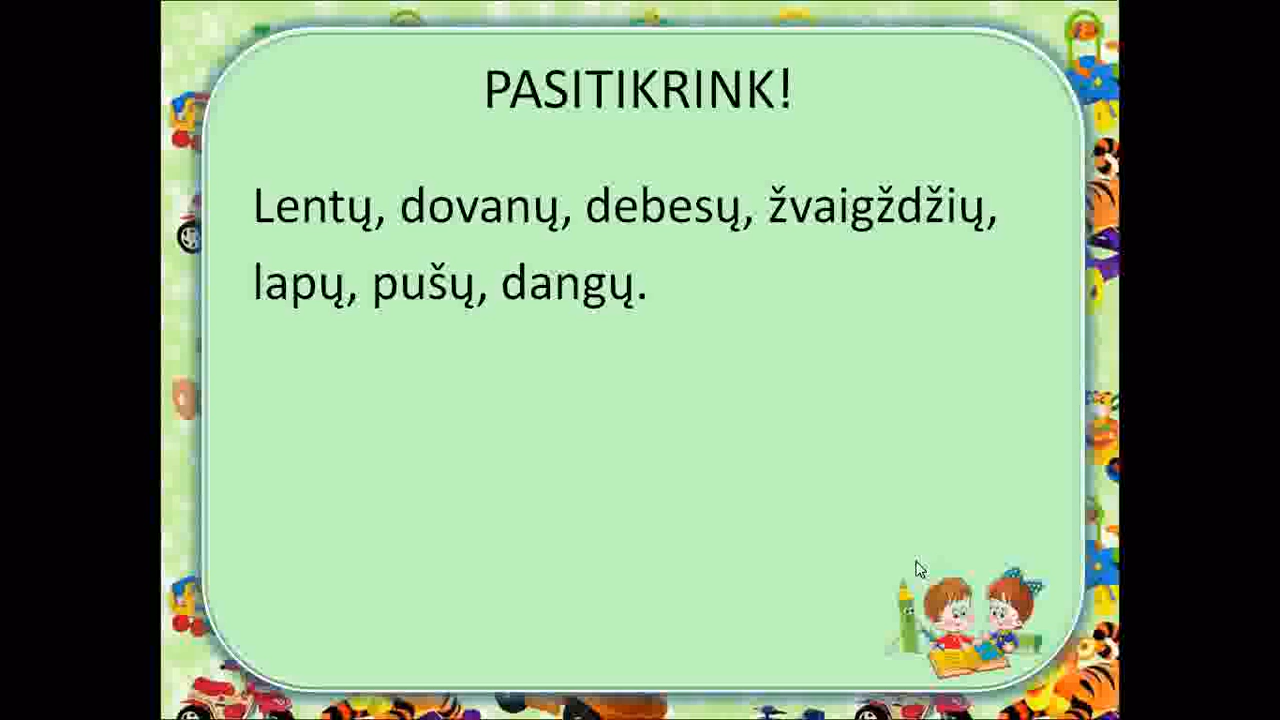 PASITIKRINK!
Lentų, dovanų, debesų, žvaigždžių,
lapų, pušų, dangų.